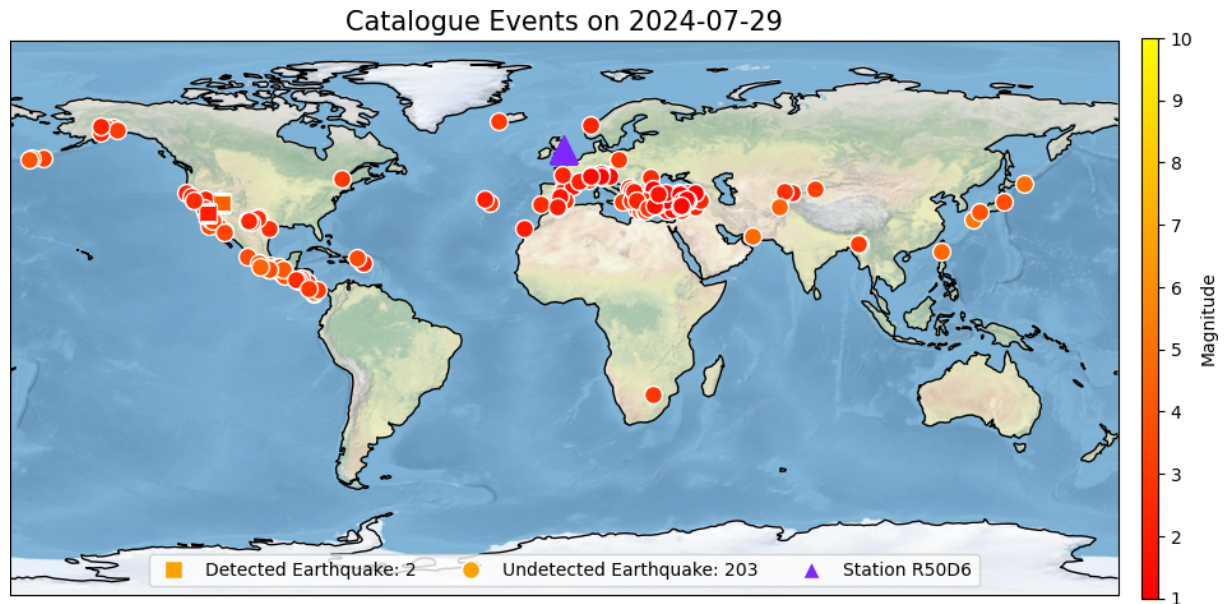 Catalogue Events on 2024-07-29
10
9
8
7
6
5
4
3
2
1
Magnitude
Detected Earthquake: 2
Undetected Earthquake: 203
Station R50D6